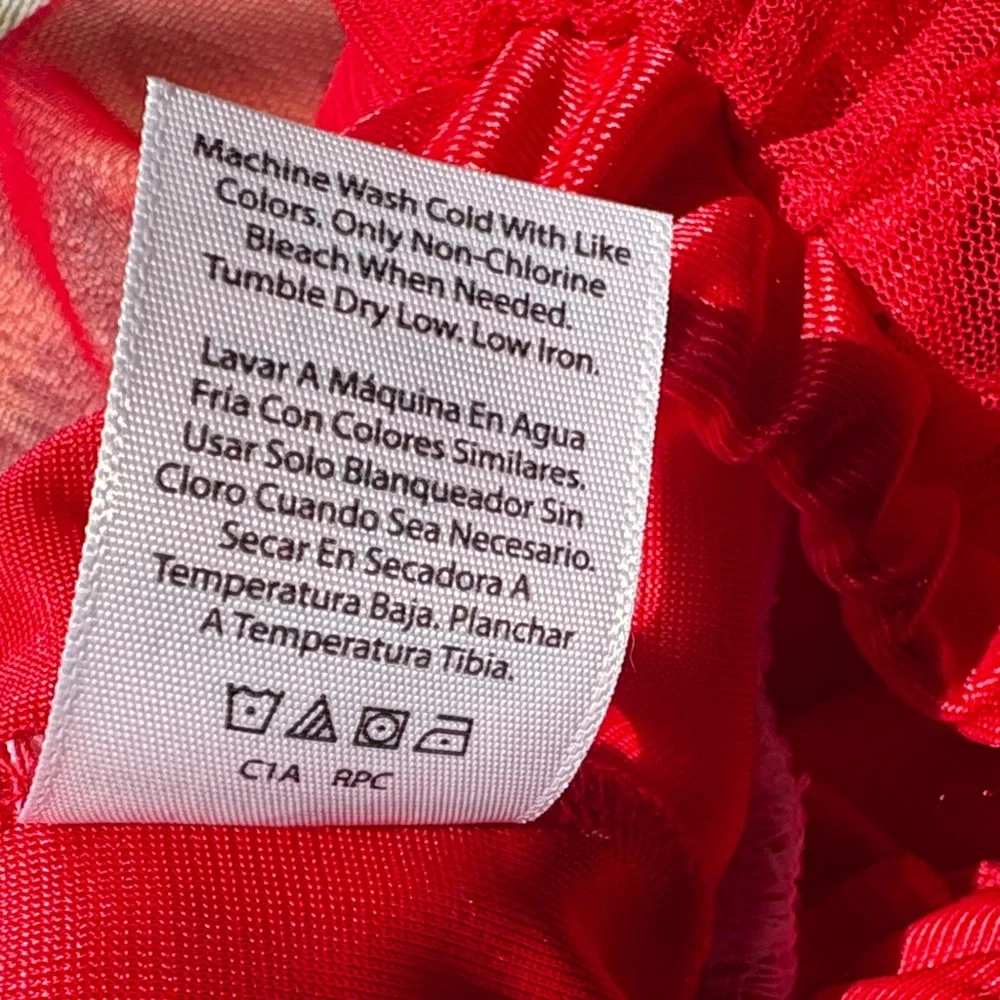 Machine Wash Cold With Like
Colors. Only Non-Chlorine
Bleach When Needed.
Tumble Dry Low. Low Iron.
Lavar A Máquina En Agua
Fria Con Colores Similares.
Usar Solo Blanqueador Sin
Cloro Cuando Sea Necesario.
Secar En Secadora A
Temperatura Baja. Planchar
A Temperatura Tibia.
C1A RPC